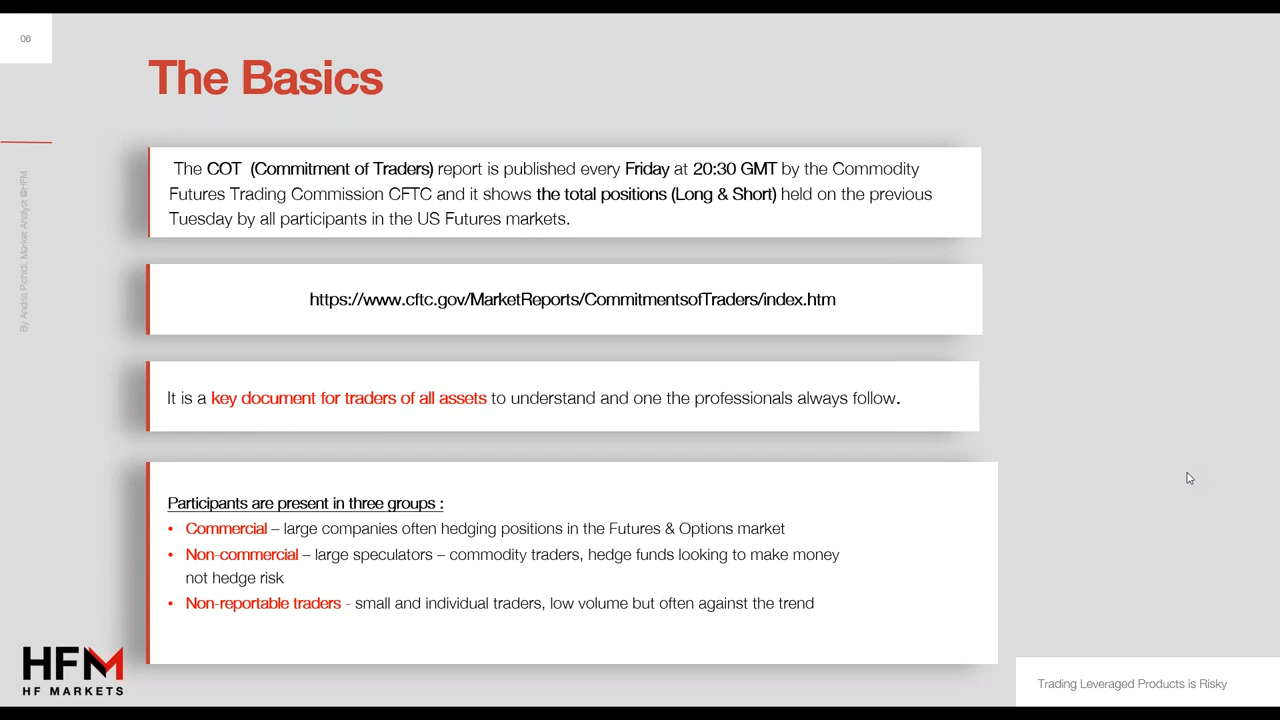 06
The Basics
The COT (Commitment of Traders) report is published every Friday at 20:30 GMT by the Commodity
Futures Trading Commission CFTC and it shows the total positions (Long & Short) held on the previous
Tuesday by all participants in the US Futures markets.
https://www.cftc.gov/MarketReports/CommitmentsofTraders/index.htm
It is a key document for traders of all assets to understand and one the professionals always follow.
Participants are present in three groups :
• Commercial – large companies often hedging positions in the Futures & Options market
• Non-commercial – large speculators – commodity traders, hedge funds looking to make money
not hedge risk
• Non-reportable traders - small and individual traders, low volume but often against the trend
By Andria Pichidi, Market Analyst @HFM
HFM
HF MARKETS
Trading Leveraged Products is Risky